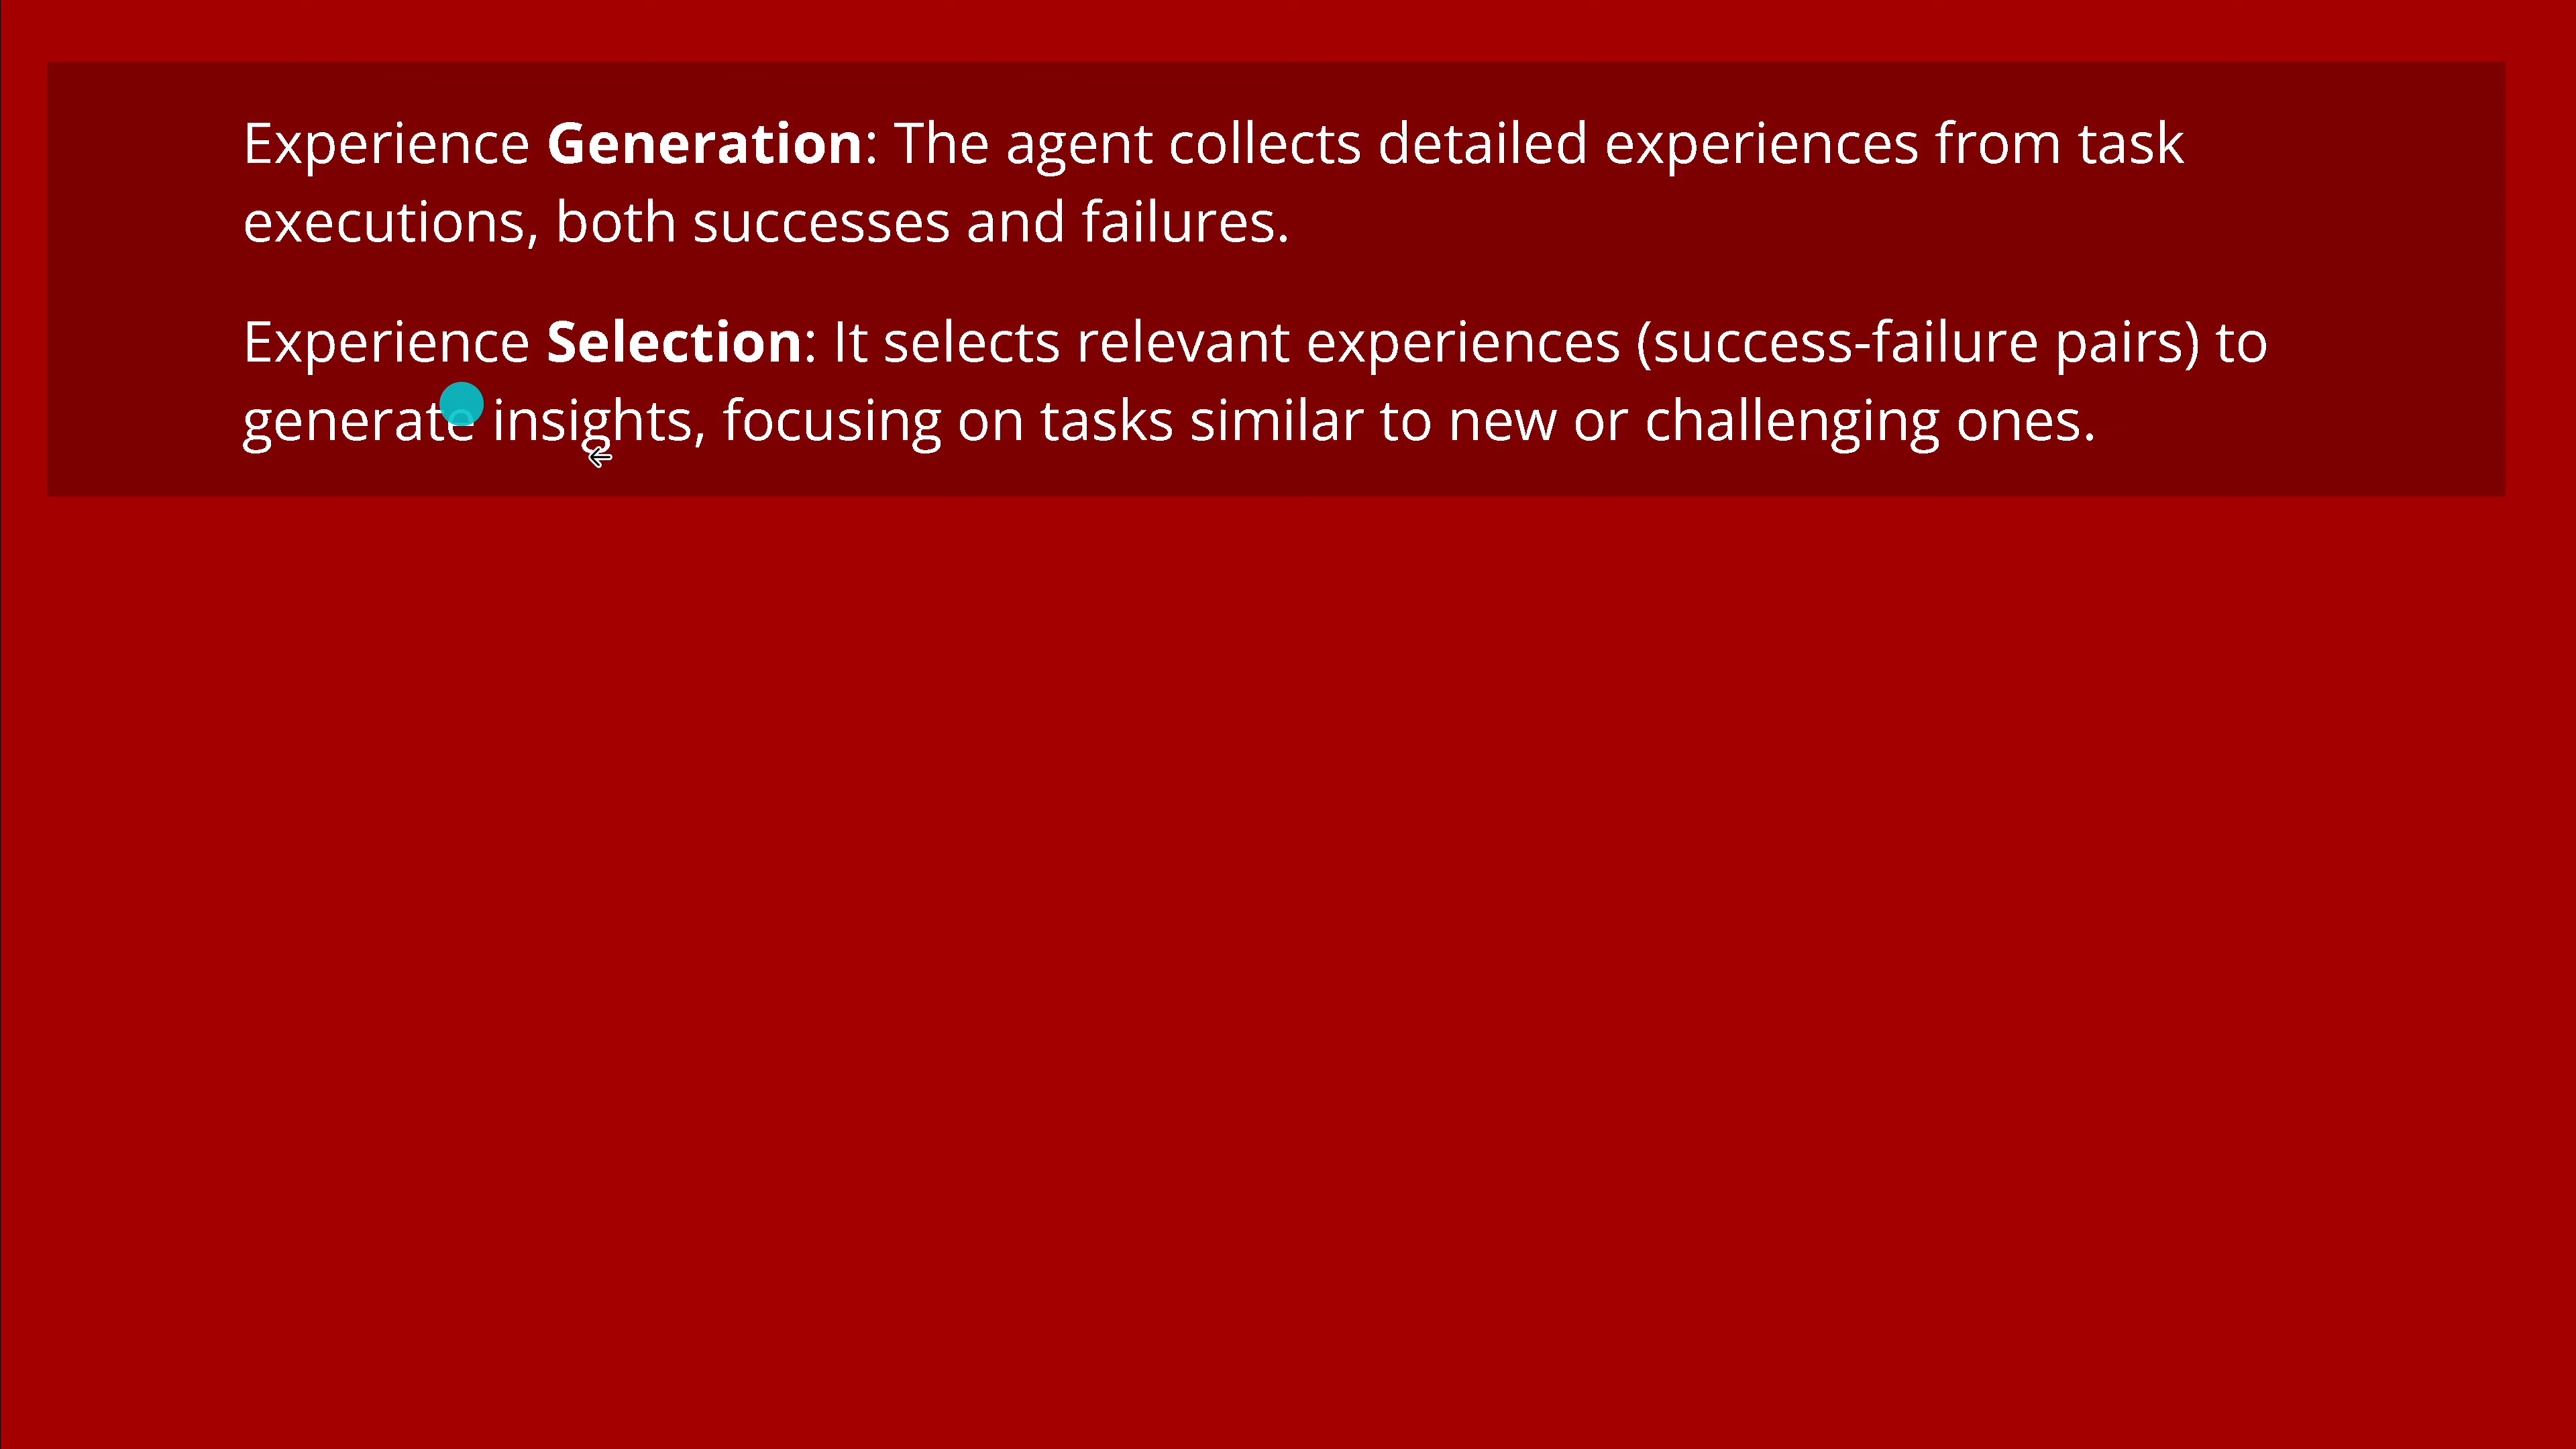 Experience Generation: The agent collects detailed experiences from task
executions, both successes and failures.
Experience Selection: It selects relevant experiences (success-failure pairs) to
generate insights, focusing on tasks similar to new or challenging ones.